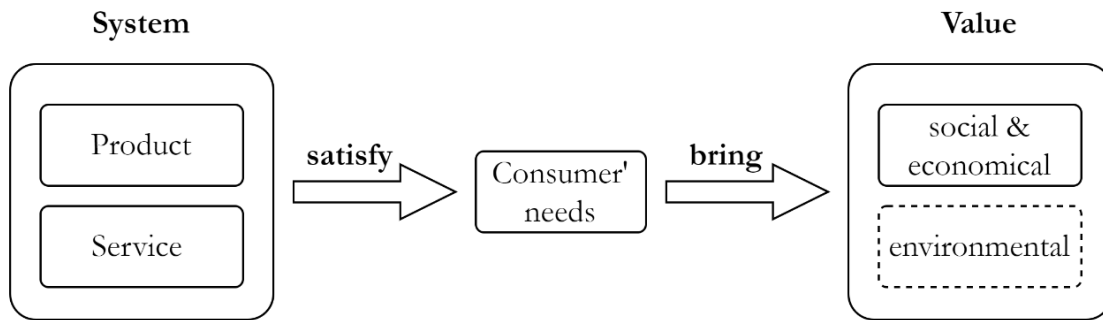 System
Value
Product
Service
satisfy
Consumer'
needs
bring
social &
economical
environmental